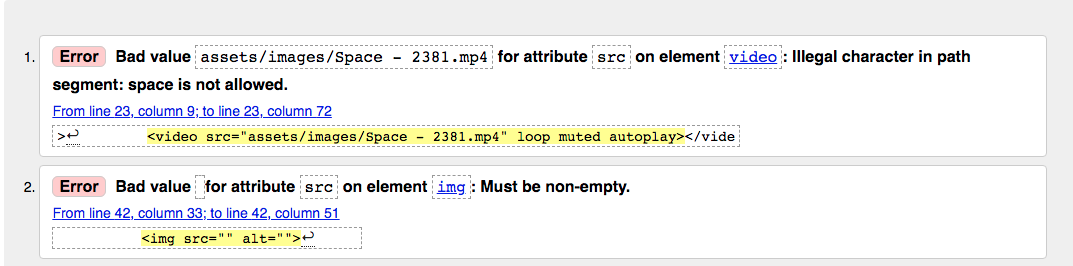 1. Error Bad value assets/images/Space - 2381.mp4 for attribute src on element video: Illegal character in path
segment: space is not allowed.
From line 23, column 9; to line 23, column 72
>↩ <video src="assets/images/Space - 2381.mp4" loop muted autoplay></vide
2. Error Bad value for attribute src on element img: Must be non-empty.
From line 42, column 33; to line 42, column 51
<img src="" alt="">↩